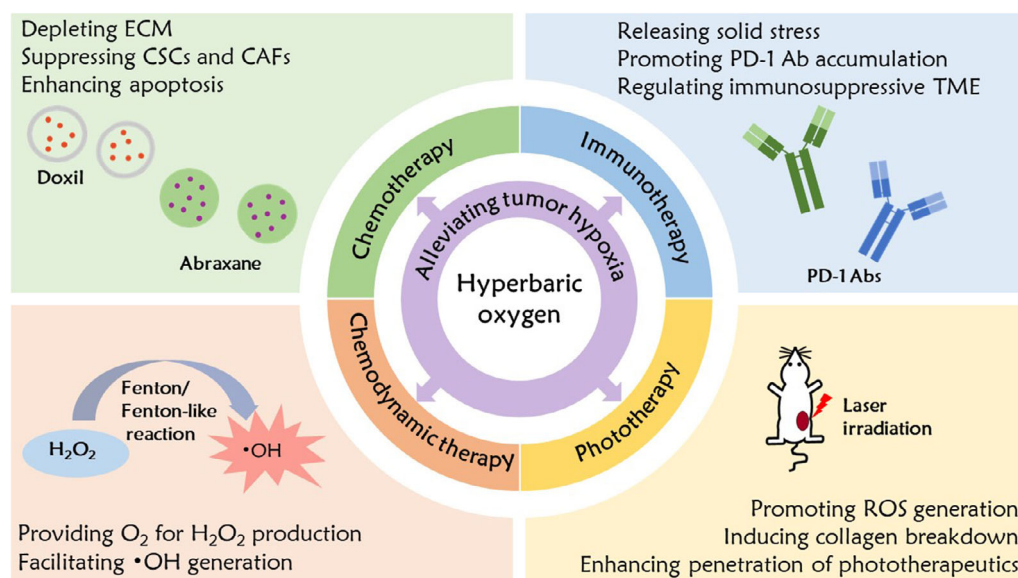 Depleting ECM
Suppressing CSCs and CAFs
Enhancing apoptosis
Doxil
Abraxane
Releasing solid stress
Promoting PD-1 Ab accumulation
Regulating immunosuppressive TME
PD-1 Abs
Chemotherapy
Immunotherapy
Alleviating tumor hypoxia
Hyperbaric
oxygen
Chemodynamic therapy
Phototherapy
Fenton/
Fenton-like
reaction
H₂O₂
•OH
Providing O₂ for H₂O₂ production
Facilitating •OH generation
Laser
irradiation
Promoting ROS generation
Inducing collagen breakdown
Enhancing penetration of phototherapeutics